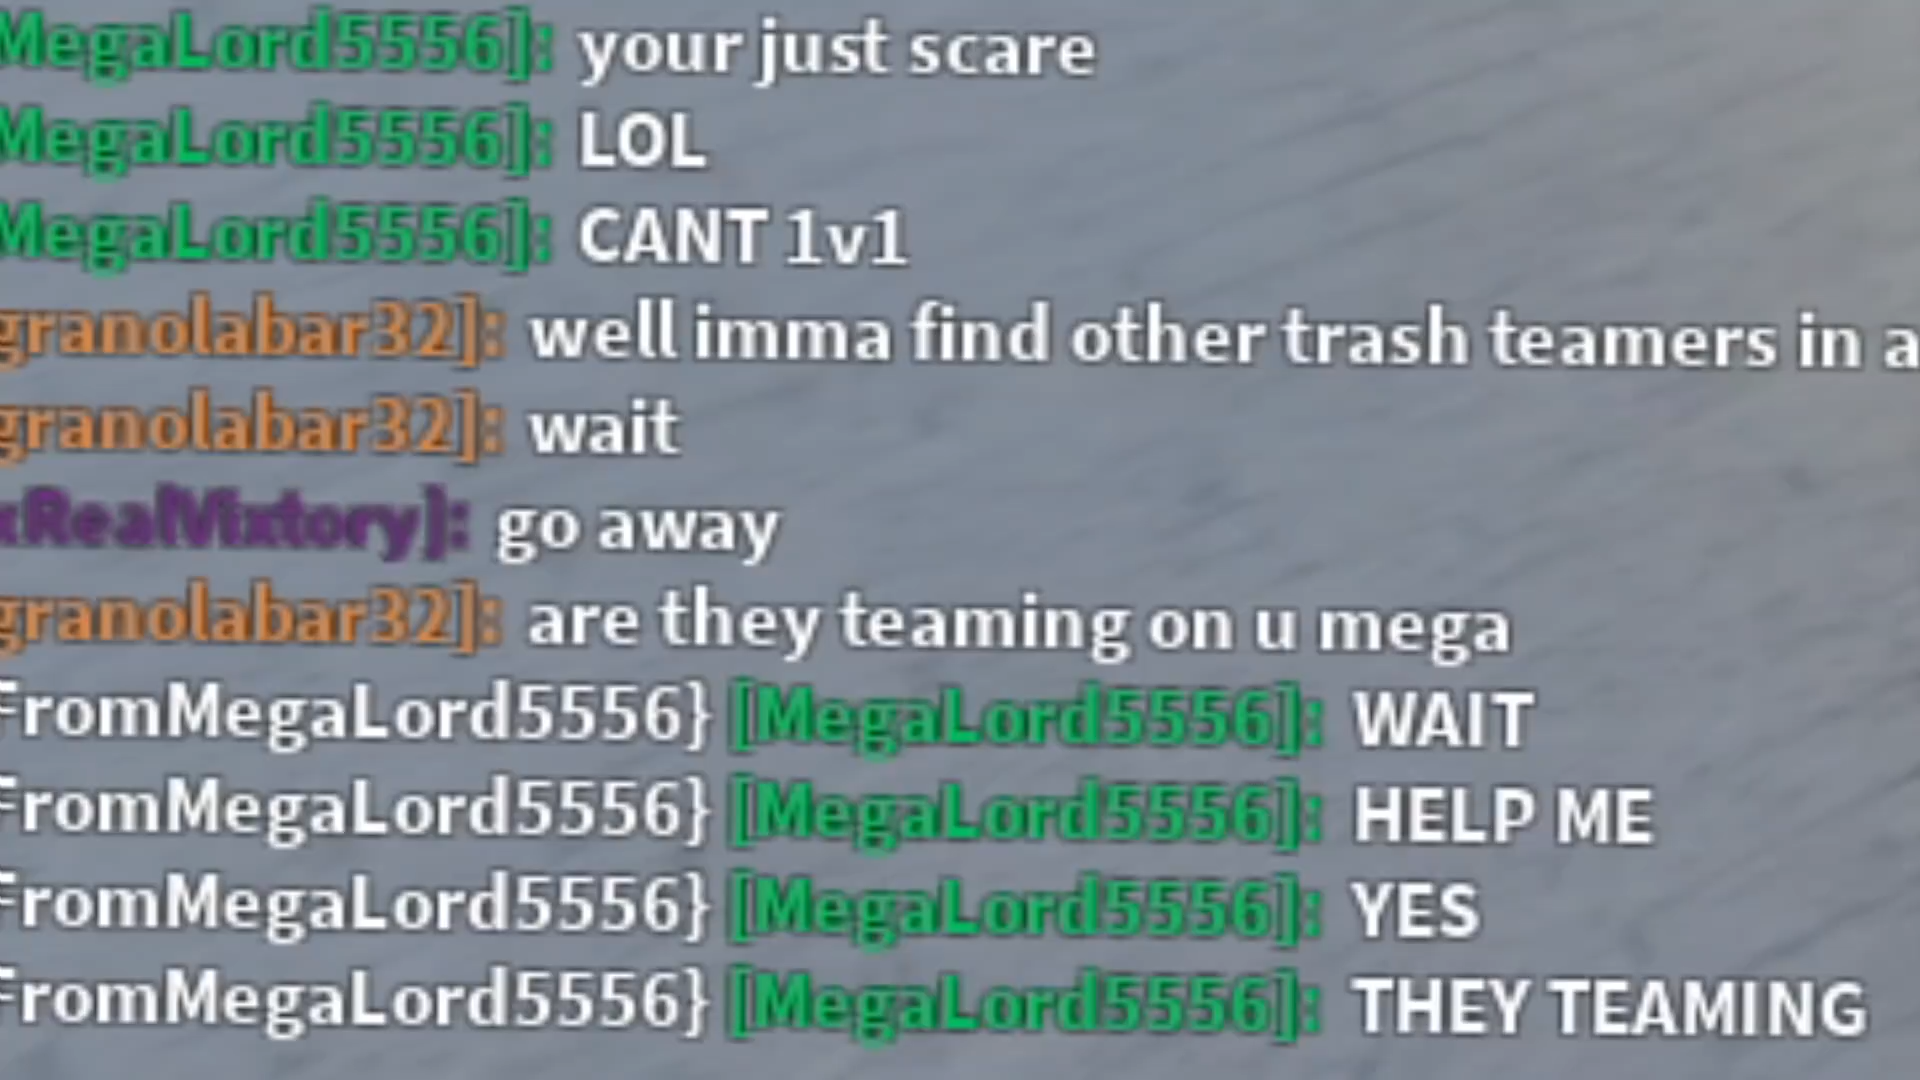 MegaLord5556]: your just scare
MegaLord5556]: LOL
MegaLord5556]: CANT 1v1
granolabar32]: well imma find other trash teamers in a
granolabar32]: wait
xRealVixtory]: go away
granolabar32]: are they teaming on u mega
FromMegaLord5556} [MegaLord5556]: WAIT
FromMegaLord5556} [MegaLord5556]: HELP ME
FromMegaLord5556} [MegaLord5556]: YES
FromMegaLord5556} [MegaLord5556]: THEY TEAMING